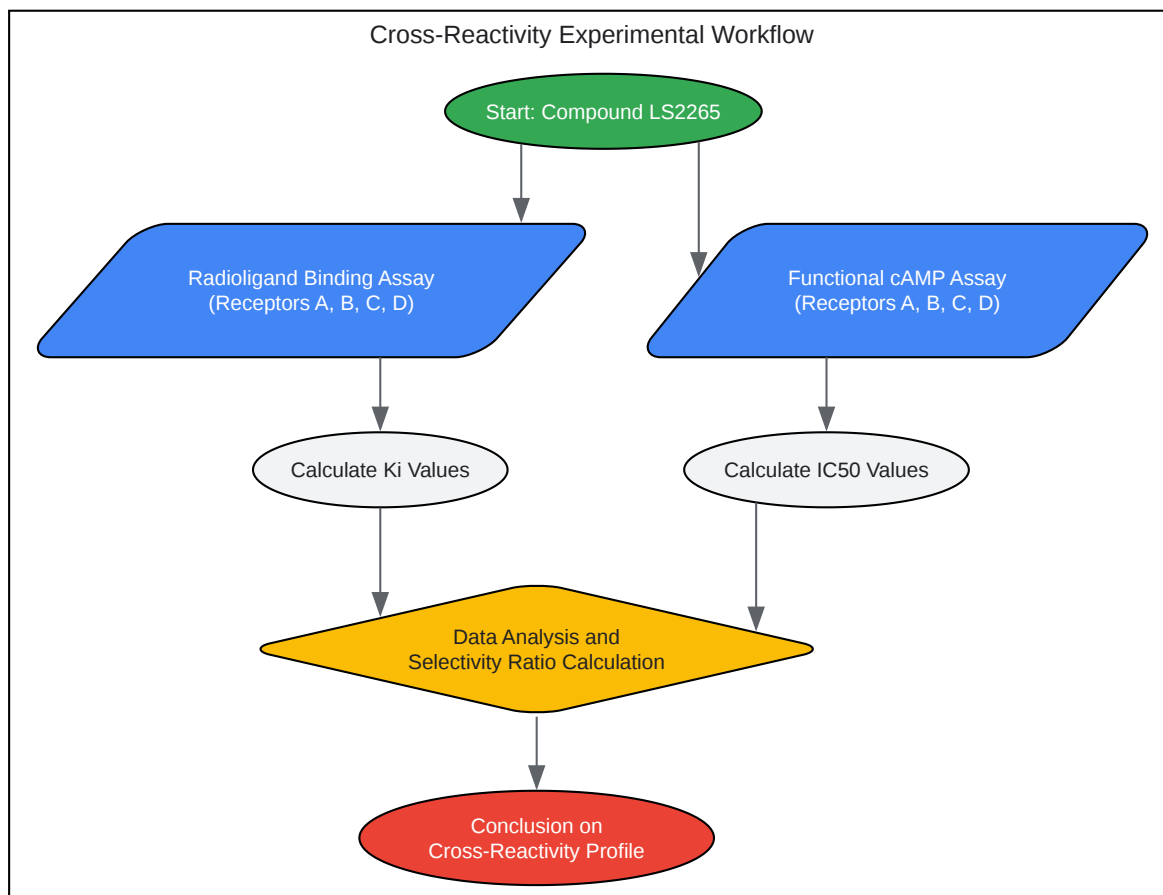 Cross-Reactivity Experimental Workflow
Start: Compound LS2265
Radioligand Binding Assay
(Receptors A, B, C, D)
Functional cAMP Assay
(Receptors A, B, C, D)
Calculate Ki Values
Calculate IC50 Values
Data Analysis and
Selectivity Ratio Calculation
Conclusion on
Cross-Reactivity Profile